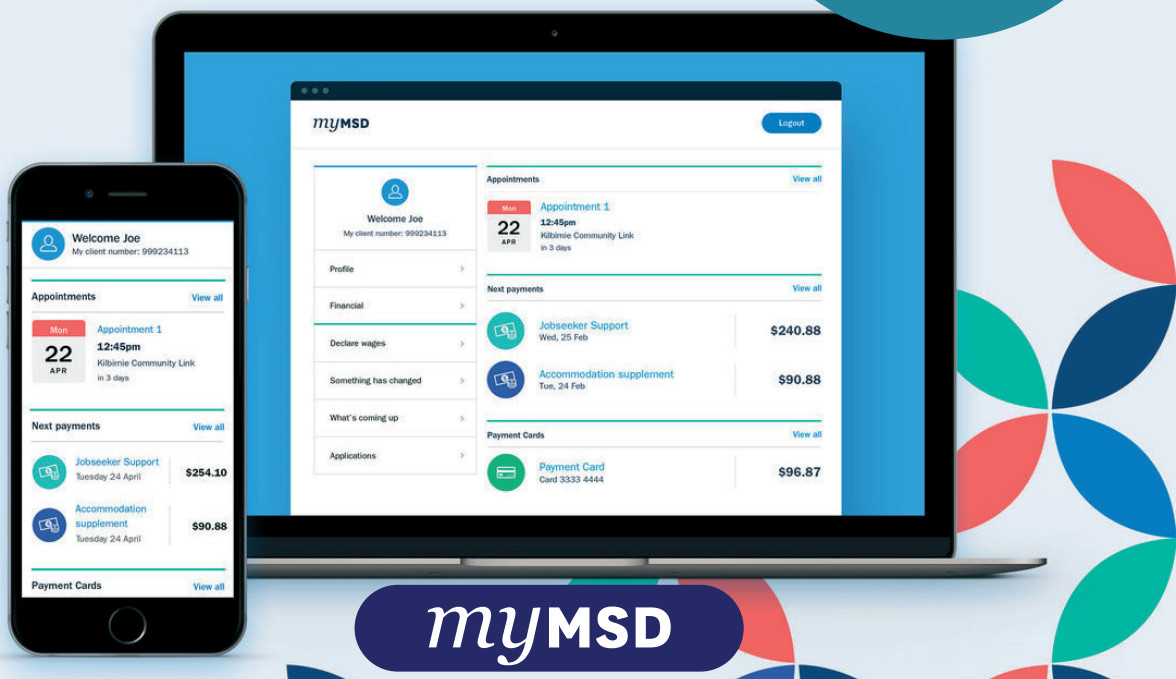 Welcome Joe
My client number: 999234113
Appointments View all
Mon
22
APR
Appointment 1
12:45pm
Kilbirnie Community Link
in 3 days
Next payments View all
Jobseeker Support
Tuesday 24 April
$254.10
Accommodation
supplement
Tuesday 24 April
$90.88
Payment Cards View all
myMSD
Logout
Welcome Joe
My client number: 999234113
Profile
Financial
Declare wages
Something has changed
What's coming up
Applications
Appointments View all
Mon
22
APR
Appointment 1
12:45pm
Kilbirnie Community Link
in 3 days
Next payments View all
Jobseeker Support
Wed, 25 Feb
$240.88
Accommodation supplement
Tue, 24 Feb
$90.88
Payment Cards View all
Payment Card
Card 3333 4444
$96.87
myMSD